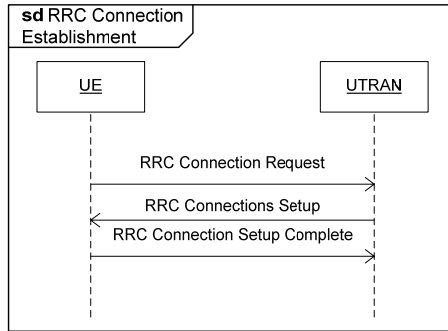 sd RRC Connection
Establishment
UE
UTRAN
RRC Connection Request
RRC Connections Setup
RRC Connection Setup Complete